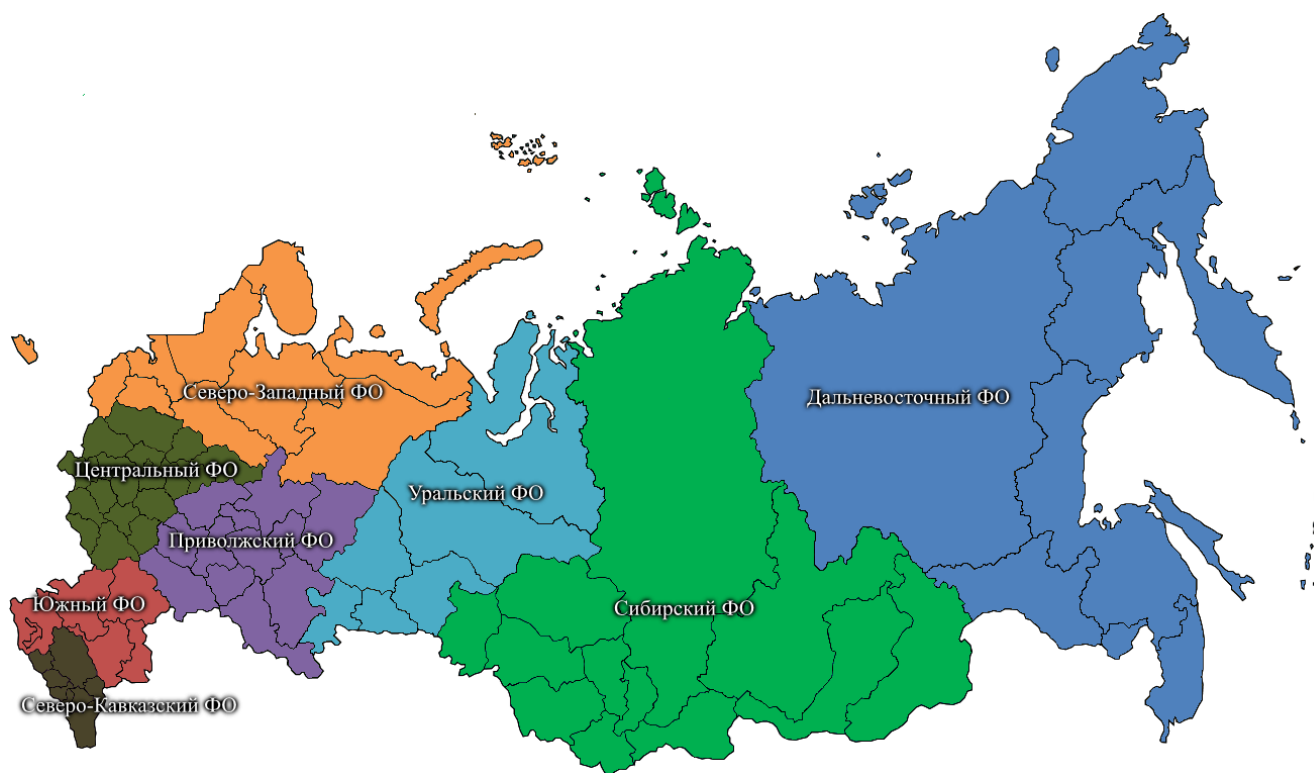 Северо-Западный ФО
Дальневосточный ФО
Центральный ФО
Уральский ФО
Приволжский ФО
Южный ФО
Сибирский ФО
Северо-Кавказский ФО